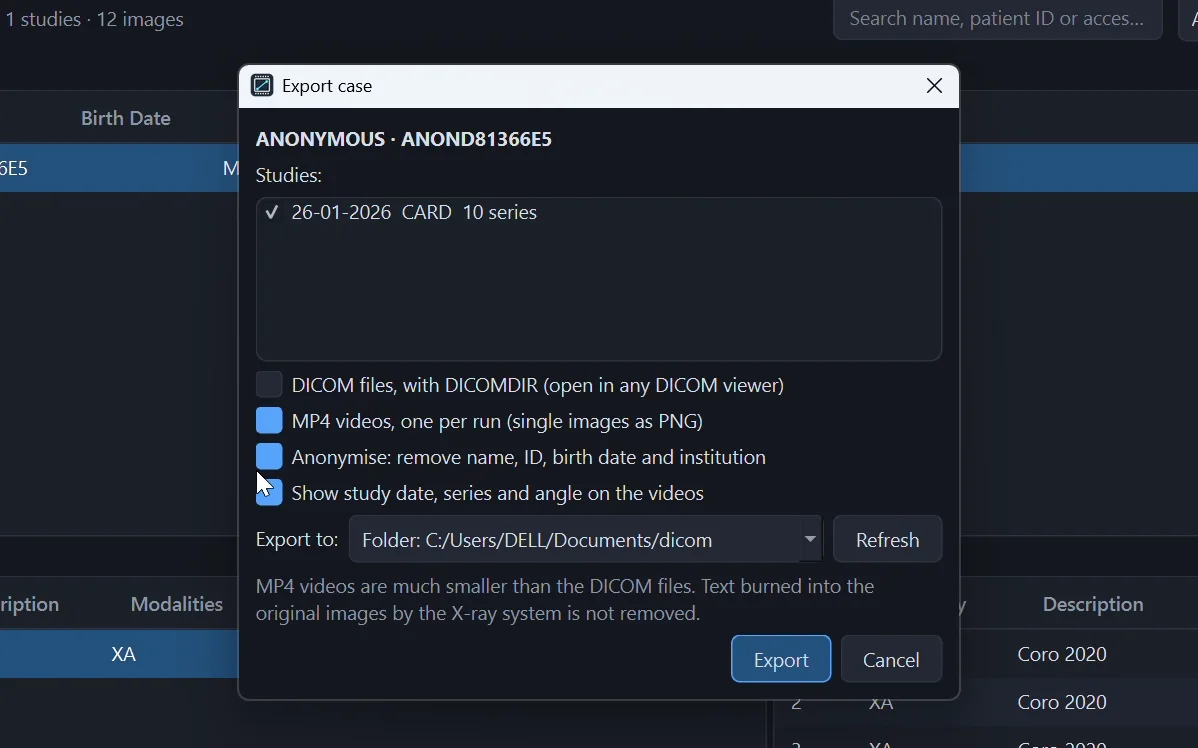 1 studies · 12 images
Search name, patient ID or acces...
Export case
Birth Date
ANONYMOUS · ANOND81366E5
6E5
M
Studies:
✓ 26-01-2026 CARD 10 series
DICOM files, with DICOMDIR (open in any DICOM viewer)
MP4 videos, one per run (single images as PNG)
Anonymise: remove name, ID, birth date and institution
Show study date, series and angle on the videos
Export to: Folder: C:/Users/DELL/Documents/dicom Refresh
MP4 videos are much smaller than the DICOM files. Text burned into the
original images by the X-ray system is not removed.
ription Modalities
y Description
Export Cancel
XA
Coro 2020
2 XA Coro 2020